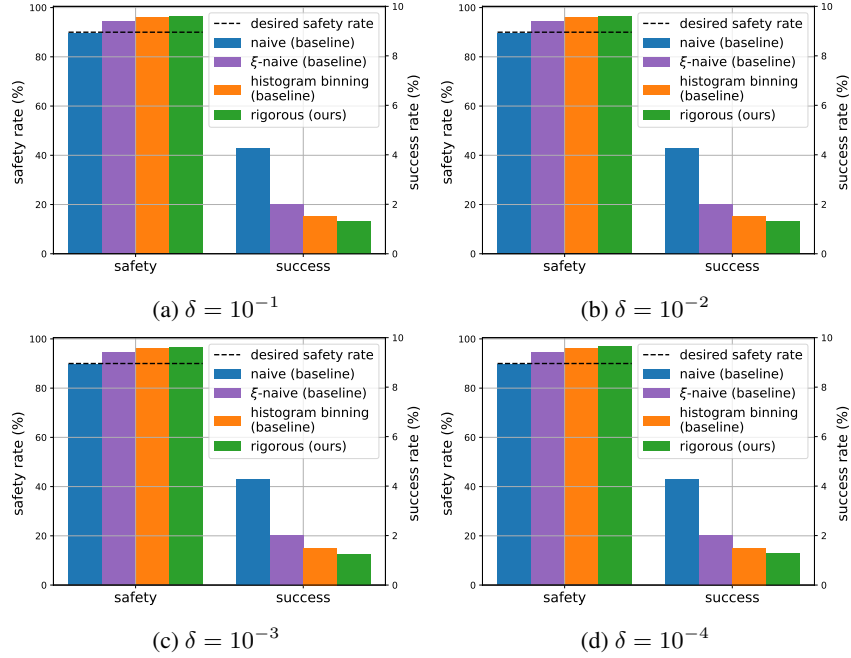 100
80
60
40
20
0
safety rate (%)
10
8
6
4
2
0
success rate (%)
desired safety rate
naive (baseline)
ξ-naive (baseline)
histogram binning
(baseline)
rigorous (ours)
safety success
(a) δ = 10⁻¹
100
80
60
40
20
0
safety rate (%)
10
8
6
4
2
0
success rate (%)
desired safety rate
naive (baseline)
ξ-naive (baseline)
histogram binning
(baseline)
rigorous (ours)
safety success
(b) δ = 10⁻²
100
80
60
40
20
0
safety rate (%)
10
8
6
4
2
0
success rate (%)
desired safety rate
naive (baseline)
ξ-naive (baseline)
histogram binning
(baseline)
rigorous (ours)
safety success
(c) δ = 10⁻³
100
80
60
40
20
0
safety rate (%)
10
8
6
4
2
0
success rate (%)
desired safety rate
naive (baseline)
ξ-naive (baseline)
histogram binning
(baseline)
rigorous (ours)
safety success
(d) δ = 10⁻⁴